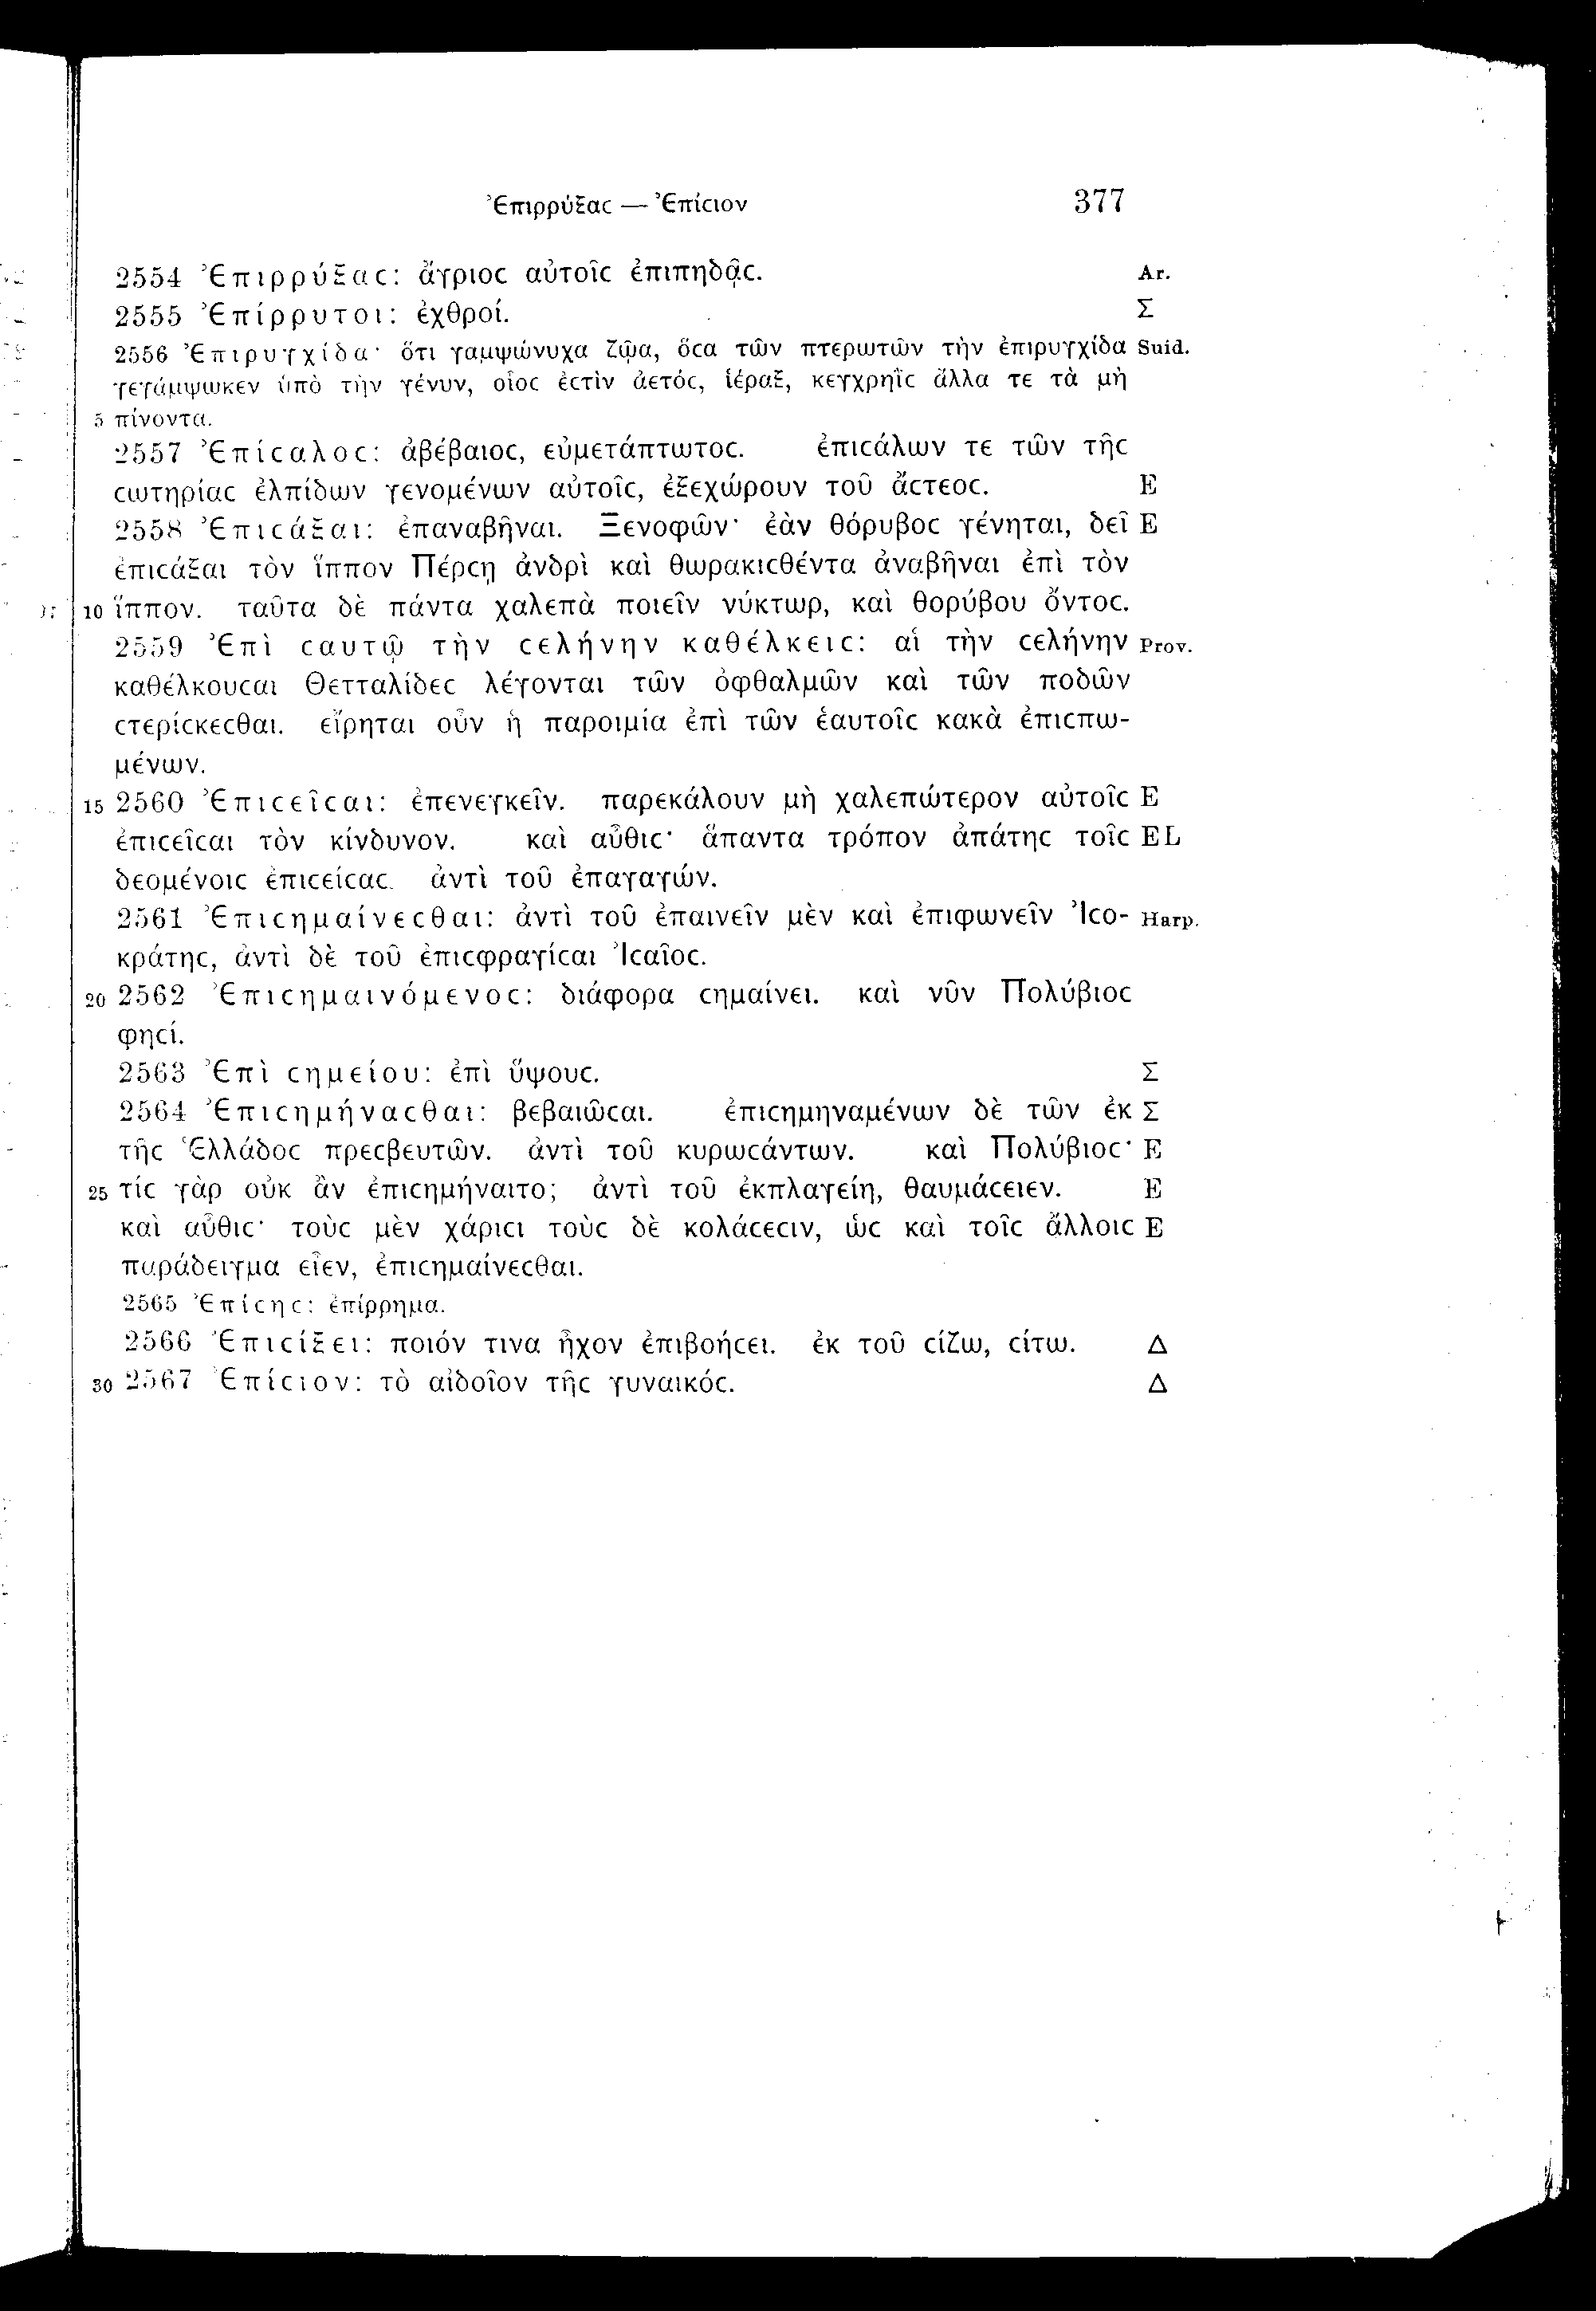 Ἐπιρρύξαϲ — Ἐπίϲιον 377
2554 Ἐπιρρύξαϲ: ἄγριοϲ αὐτοῖϲ ἐπιπηδᾷϲ. Ar.
2555 Ἐπίρρυτοι: ἐχθροί. Σ
2556 Ἐπιρυγχίδα· ὅτι γαμψώνυχα ζῷα, ὅϲα τῶν πτερωτῶν τὴν ἐπιρυγχίδα Suid.
γεγάμψωκεν ὑπὸ τὴν γένυν, οἷοϲ ἐϲτὶν ἀετόϲ, ἱέραξ, κεγχρηῒϲ ἄλλα τε τὰ μὴ
5 πίνοντα.
2557 Ἐπίϲαλοϲ: ἀβέβαιοϲ, εὐμετάπτωτοϲ. ἐπιϲάλων τε τῶν τῆϲ
ϲωτηρίαϲ ἐλπίδων γενομένων αὐτοῖϲ, ἐξεχώρουν τοῦ ἄϲτεοϲ. E
2558 Ἐπιϲάξαι: ἐπαναβῆναι. Ξενοφῶν· ἐὰν θόρυβοϲ γένηται, δεῖ E
ἐπιϲάξαι τὸν ἵππον Πέρϲῃ ἀνδρὶ καὶ θωρακιϲθέντα ἀναβῆναι ἐπὶ τὸν
10 ἵππον. ταῦτα δὲ πάντα χαλεπὰ ποιεῖν νύκτωρ, καὶ θορύβου ὄντοϲ.
2559 Ἐπὶ ϲαυτῷ τὴν ϲελήνην καθέλκειϲ: αἱ τὴν ϲελήνην Prov.
καθέλκουϲαι Θετταλίδεϲ λέγονται τῶν ὀφθαλμῶν καὶ τῶν ποδῶν
ϲτερίϲκεϲθαι. εἴρηται οὖν ἡ παροιμία ἐπὶ τῶν ἑαυτοῖϲ κακὰ ἐπιϲπω-
μένων.
15 2560 Ἐπιϲεῖϲαι: ἐπενεγκεῖν. παρεκάλουν μὴ χαλεπώτερον αὐτοῖϲ E
ἐπιϲεῖϲαι τὸν κίνδυνον. καὶ αὖθιϲ· ἅπαντα τρόπον ἀπάτηϲ τοῖϲ EL
δεομένοιϲ ἐπιϲείϲαϲ. ἀντὶ τοῦ ἐπαγαγών.
2561 Ἐπιϲημαίνεϲθαι: ἀντὶ τοῦ ἐπαινεῖν μὲν καὶ ἐπιφωνεῖν Ἰϲο- Harp.
κράτηϲ, ἀντὶ δὲ τοῦ ἐπιϲφραγίϲαι Ἰϲαῖοϲ.
20 2562 Ἐπιϲημαινόμενοϲ: διάφορα ϲημαίνει. καὶ νῦν Πολύβιοϲ
φηϲί.
2563 Ἐπὶ ϲημείου: ἐπὶ ὕψουϲ. Σ
2564 Ἐπιϲημήναϲθαι: βεβαιῶϲαι. ἐπιϲημηναμένων δὲ τῶν ἐκ Σ
τῆϲ Ἑλλάδοϲ πρεϲβευτῶν. ἀντὶ τοῦ κυρωϲάντων. καὶ Πολύβιοϲ· E
25 τίϲ γὰρ οὐκ ἂν ἐπιϲημήναιτο; ἀντὶ τοῦ ἐκπλαγείη, θαυμάϲειεν. E
καὶ αὖθιϲ· τοὺϲ μὲν χάριϲι τοὺϲ δὲ κολάϲεϲιν, ὡϲ καὶ τοῖϲ ἄλλοιϲ E
παράδειγμα εἶεν, ἐπιϲημαίνεϲθαι.
2565 Ἐπίϲηϲ: ἐπίρρημα.
2566 Ἐπιϲίξει: ποιόν τινα ἦχον ἐπιβοήϲει. ἐκ τοῦ ϲίζω, ϲίτω. Δ
30 2567 Ἐπίϲιον: τὸ αἰδοῖον τῆϲ γυναικόϲ. Δ